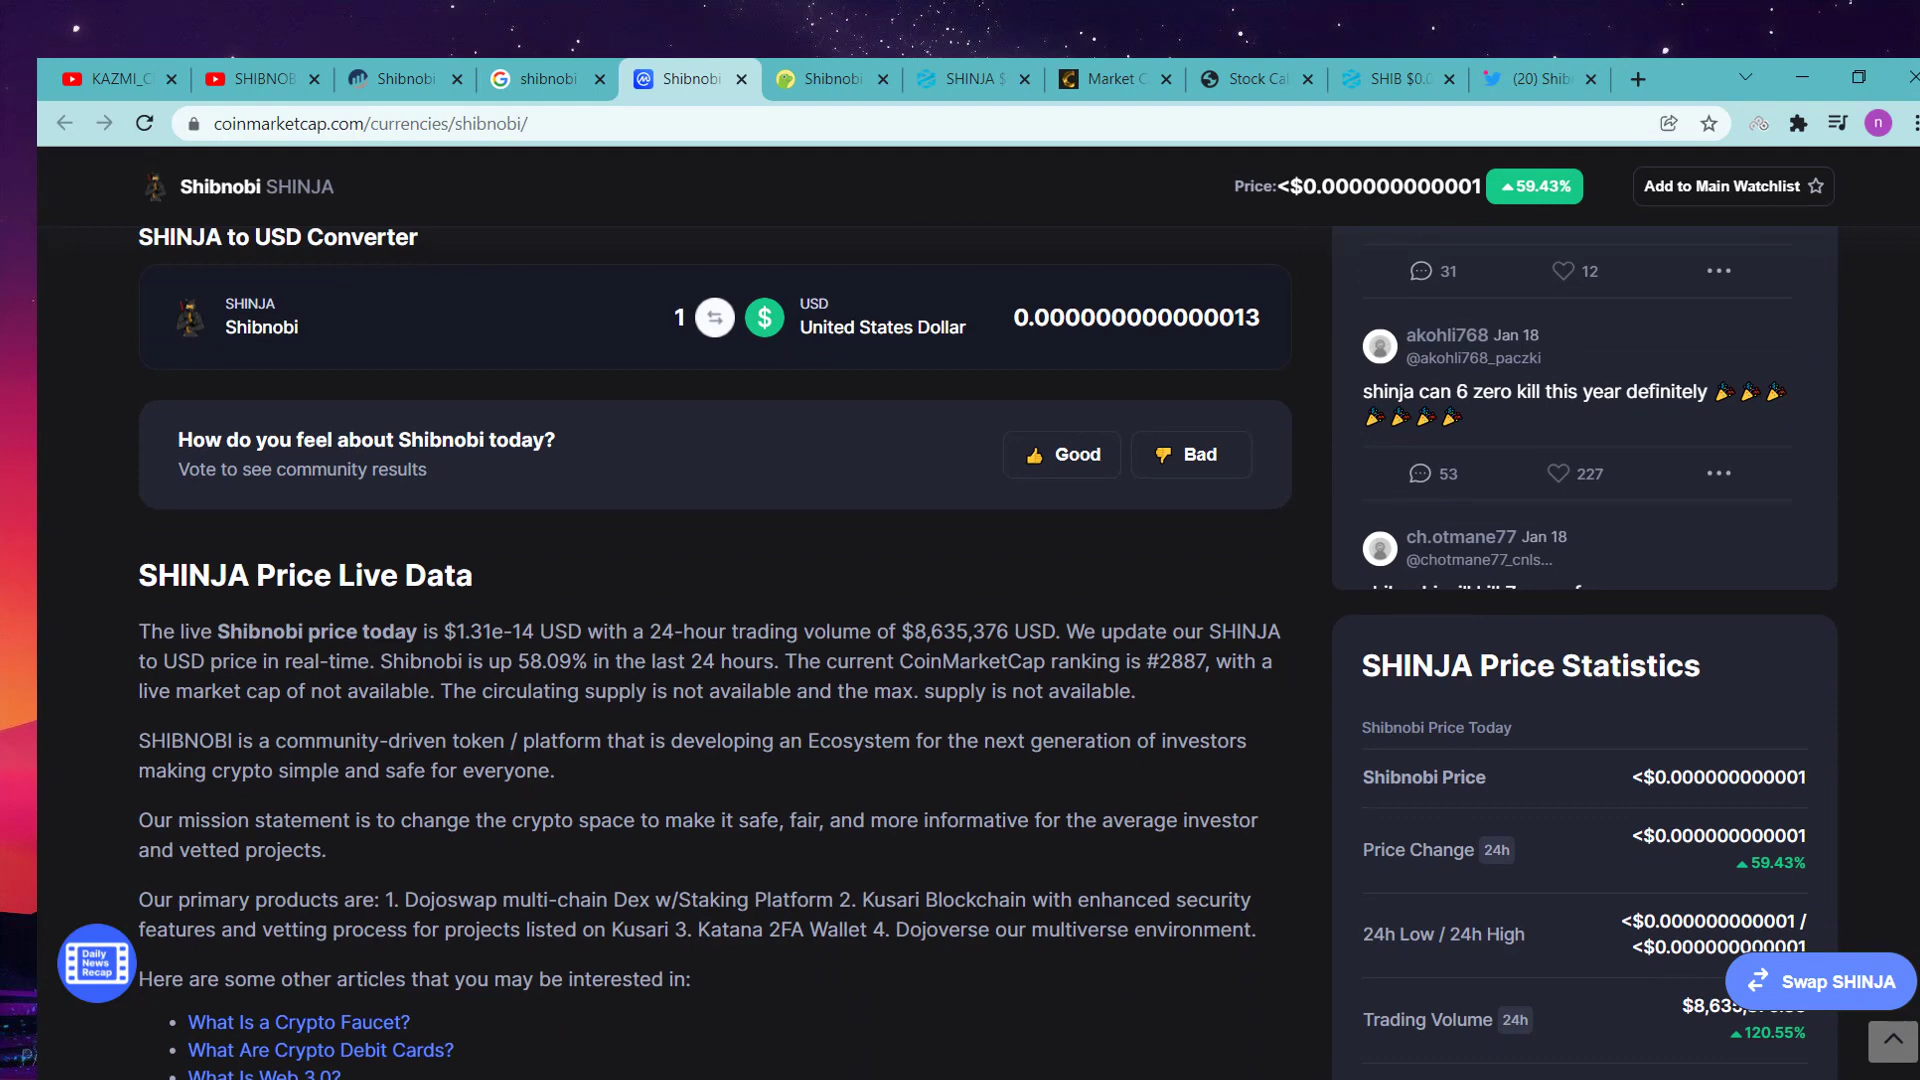 KAZMI_C
SHIBNOB
Shibnobi
shibnobi
Shibnobi
Shibnobi
SHINJA $
Market C
Stock Cal
SHIB $0.0
(20) Shib
coinmarketcap.com/currencies/shibnobi/
n
Shibnobi SHINJA
Price:<$0.000000000001
59.43%
Add to Main Watchlist
SHINJA to USD Converter
SHINJA
Shibnobi
1
$
USD
United States Dollar
0.000000000000013
How do you feel about Shibnobi today?
Vote to see community results
Good
Bad
SHINJA Price Live Data
The live Shibnobi price today is $1.31e-14 USD with a 24-hour trading volume of $8,635,376 USD. We update our SHINJA
to USD price in real-time. Shibnobi is up 58.09% in the last 24 hours. The current CoinMarketCap ranking is #2887, with a
live market cap of not available. The circulating supply is not available and the max. supply is not available.
SHIBNOBI is a community-driven token / platform that is developing an Ecosystem for the next generation of investors
making crypto simple and safe for everyone.
Our mission statement is to change the crypto space to make it safe, fair, and more informative for the average investor
and vetted projects.
Our primary products are: 1. Dojoswap multi-chain Dex w/Staking Platform 2. Kusari Blockchain with enhanced security
features and vetting process for projects listed on Kusari 3. Katana 2FA Wallet 4. Dojoverse our multiverse environment.
Here are some other articles that you may be interested in:
• What Is a Crypto Faucet?
• What Are Crypto Debit Cards?
What Is Web 3.0?
Daily
News
Recap
31
12
akohli768 Jan 18
@akohli768_paczki
shinja can 6 zero kill this year definitely 🎉🎉🎉
🎉🎉🎉🎉
53
227
ch.otmane77 Jan 18
@chotmane77_cnls...
SHINJA Price Statistics
Shibnobi Price Today
Shibnobi Price
<$0.000000000001
Price Change 24h
<$0.000000000001
59.43%
24h Low / 24h High
<$0.000000000001 /
<$0.000000000001
Trading Volume 24h
120.55%
Swap SHINJA